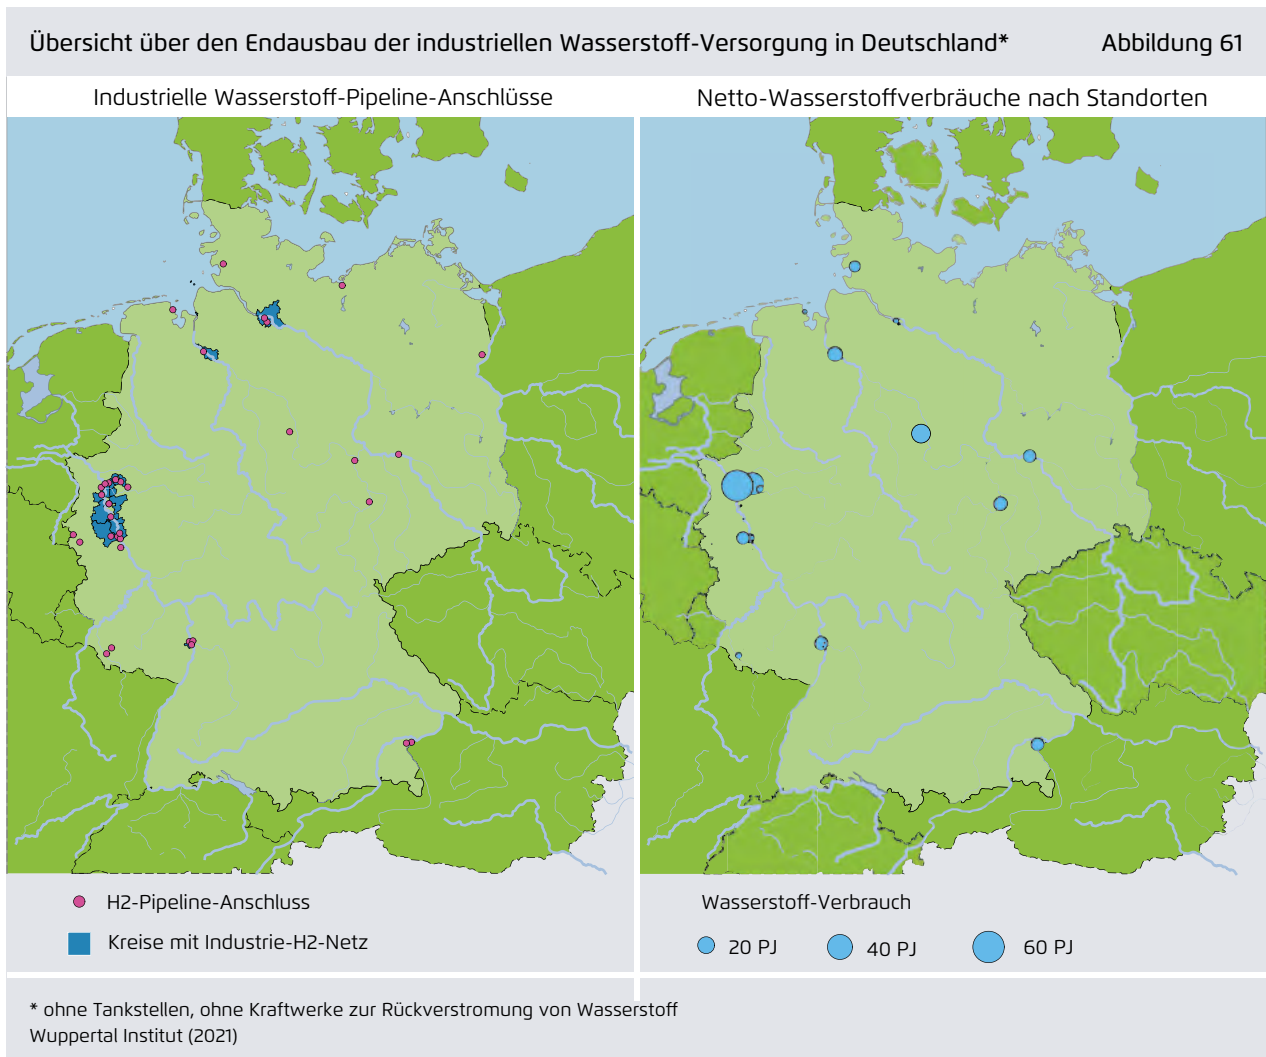 Übersicht über den Endausbau der industriellen Wasserstoff-Versorgung in Deutschland* Abbildung 61
Industrielle Wasserstoff-Pipeline-Anschlüsse
Netto-Wasserstoffverbräuche nach Standorten
H2-Pipeline-Anschluss
Kreise mit Industrie-H2-Netz
Wasserstoff-Verbrauch
20 PJ 40 PJ 60 PJ
* ohne Tankstellen, ohne Kraftwerke zur Rückverstromung von Wasserstoff
Wuppertal Institut (2021)